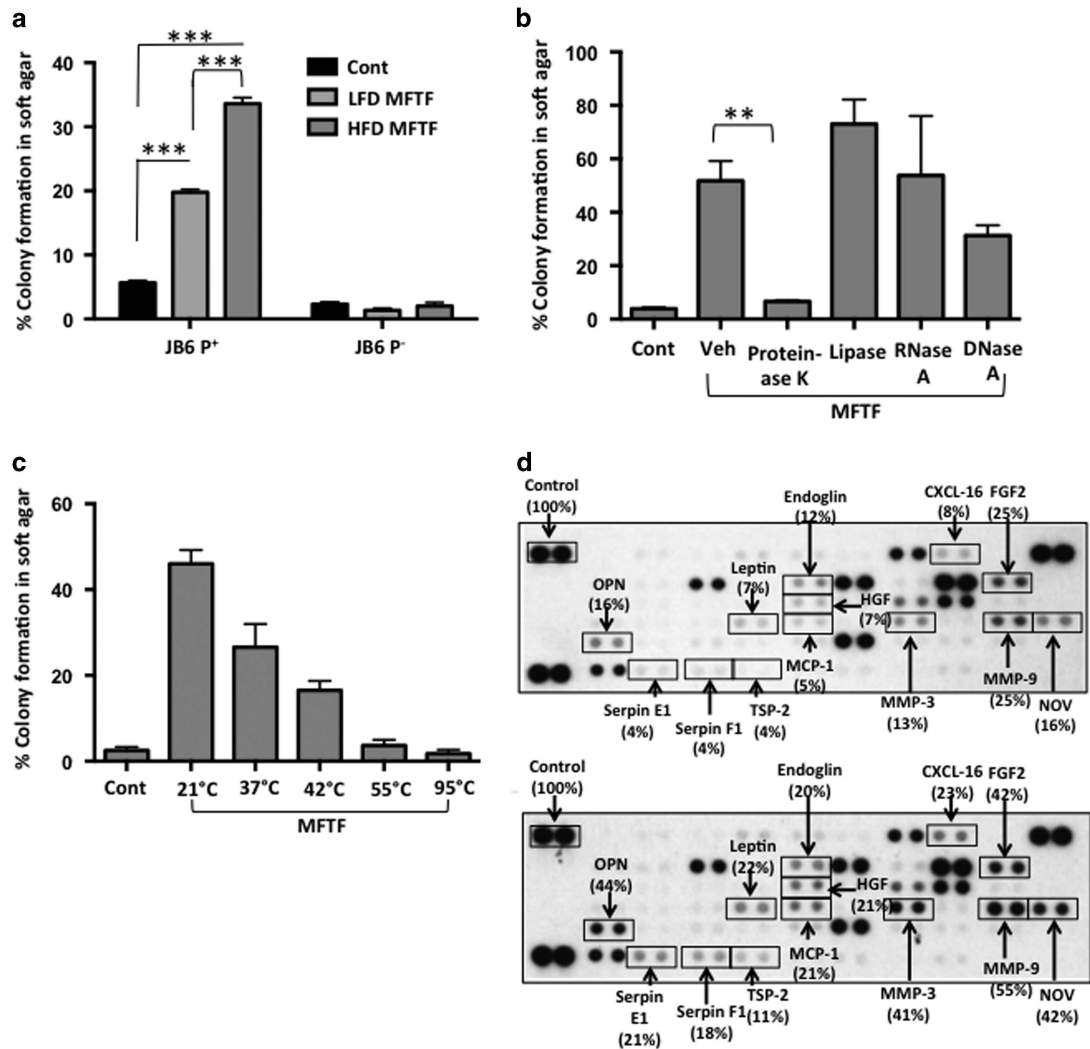 a
% Colony formation in soft agar
40
30
20
10
0
***
***
***
Cont
LFD MFTF
HFD MFTF
JB6 P+
JB6 P-
b
% Colony formation in soft agar
100
80
60
40
20
0
**
Cont
Veh
Protein-
ase K
Lipase
RNase
A
DNase
A
MFTF
c
% Colony formation in soft agar
60
40
20
0
Cont
21°C
37°C
42°C
55°C
95°C
MFTF
d
Control
(100%)
OPN
(16%)
Leptin
(7%)
Endoglin
(12%)
HGF
(7%)
CXCL-16
(8%)
FGF2
(25%)
Serpin E1
(4%)
Serpin F1
(4%)
TSP-2
(4%)
MCP-1
(5%)
MMP-3
(13%)
MMP-9
(25%)
NOV
(16%)
Control
(100%)
OPN
(44%)
Leptin
(22%)
Endoglin
(20%)
HGF
(21%)
CXCL-16
(23%)
FGF2
(42%)
Serpin
E1
(21%)
Serpin F1
(18%)
TSP-2
(11%)
MCP-1
(21%)
MMP-3
(41%)
MMP-9
(55%)
NOV
(42%)